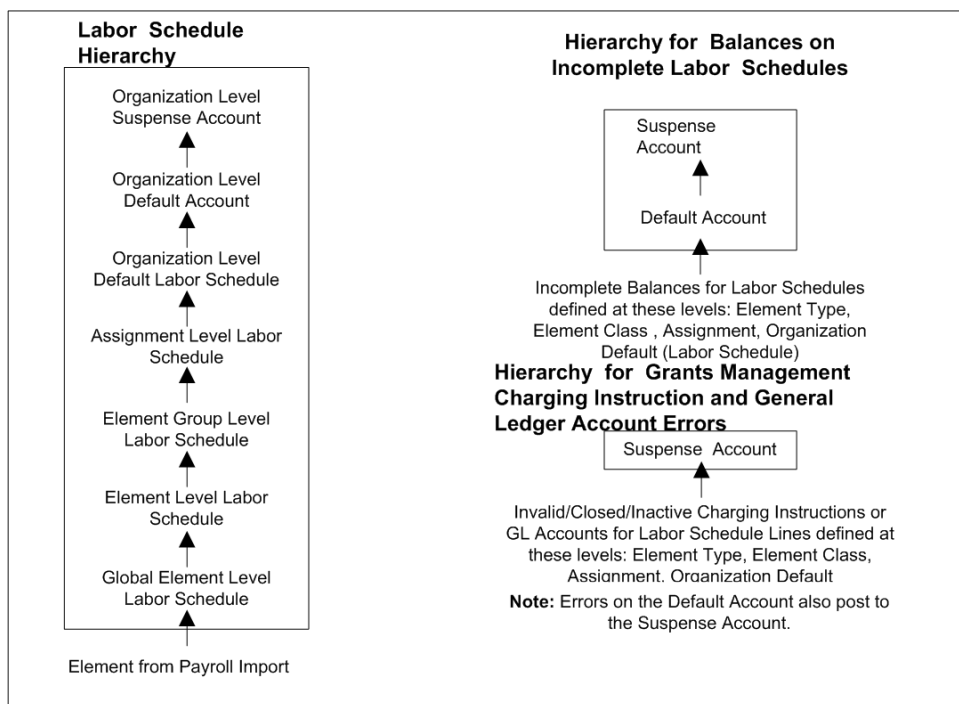 Labor Schedule
Hierarchy
Organization Level
Suspense Account
Organization Level
Default Account
Organization Level
Default Labor Schedule
Assignment Level Labor
Schedule
Element Group Level
Labor Schedule
Element Level Labor
Schedule
Global Element Level
Labor Schedule
Element from Payroll Import
Hierarchy for Balances on
Incomplete Labor Schedules
Suspense
Account
Default Account
Incomplete Balances for Labor Schedules
defined at these levels: Element Type,
Element Class , Assignment, Organization
Default (Labor Schedule)
Hierarchy for Grants Management
Charging Instruction and General
Ledger Account Errors
Suspense Account
Invalid/Closed/Inactive Charging Instructions or
GL Accounts for Labor Schedule Lines defined at
these levels: Element Type, Element Class,
Assignment, Organization Default
Note: Errors on the Default Account also post to
the Suspense Account.